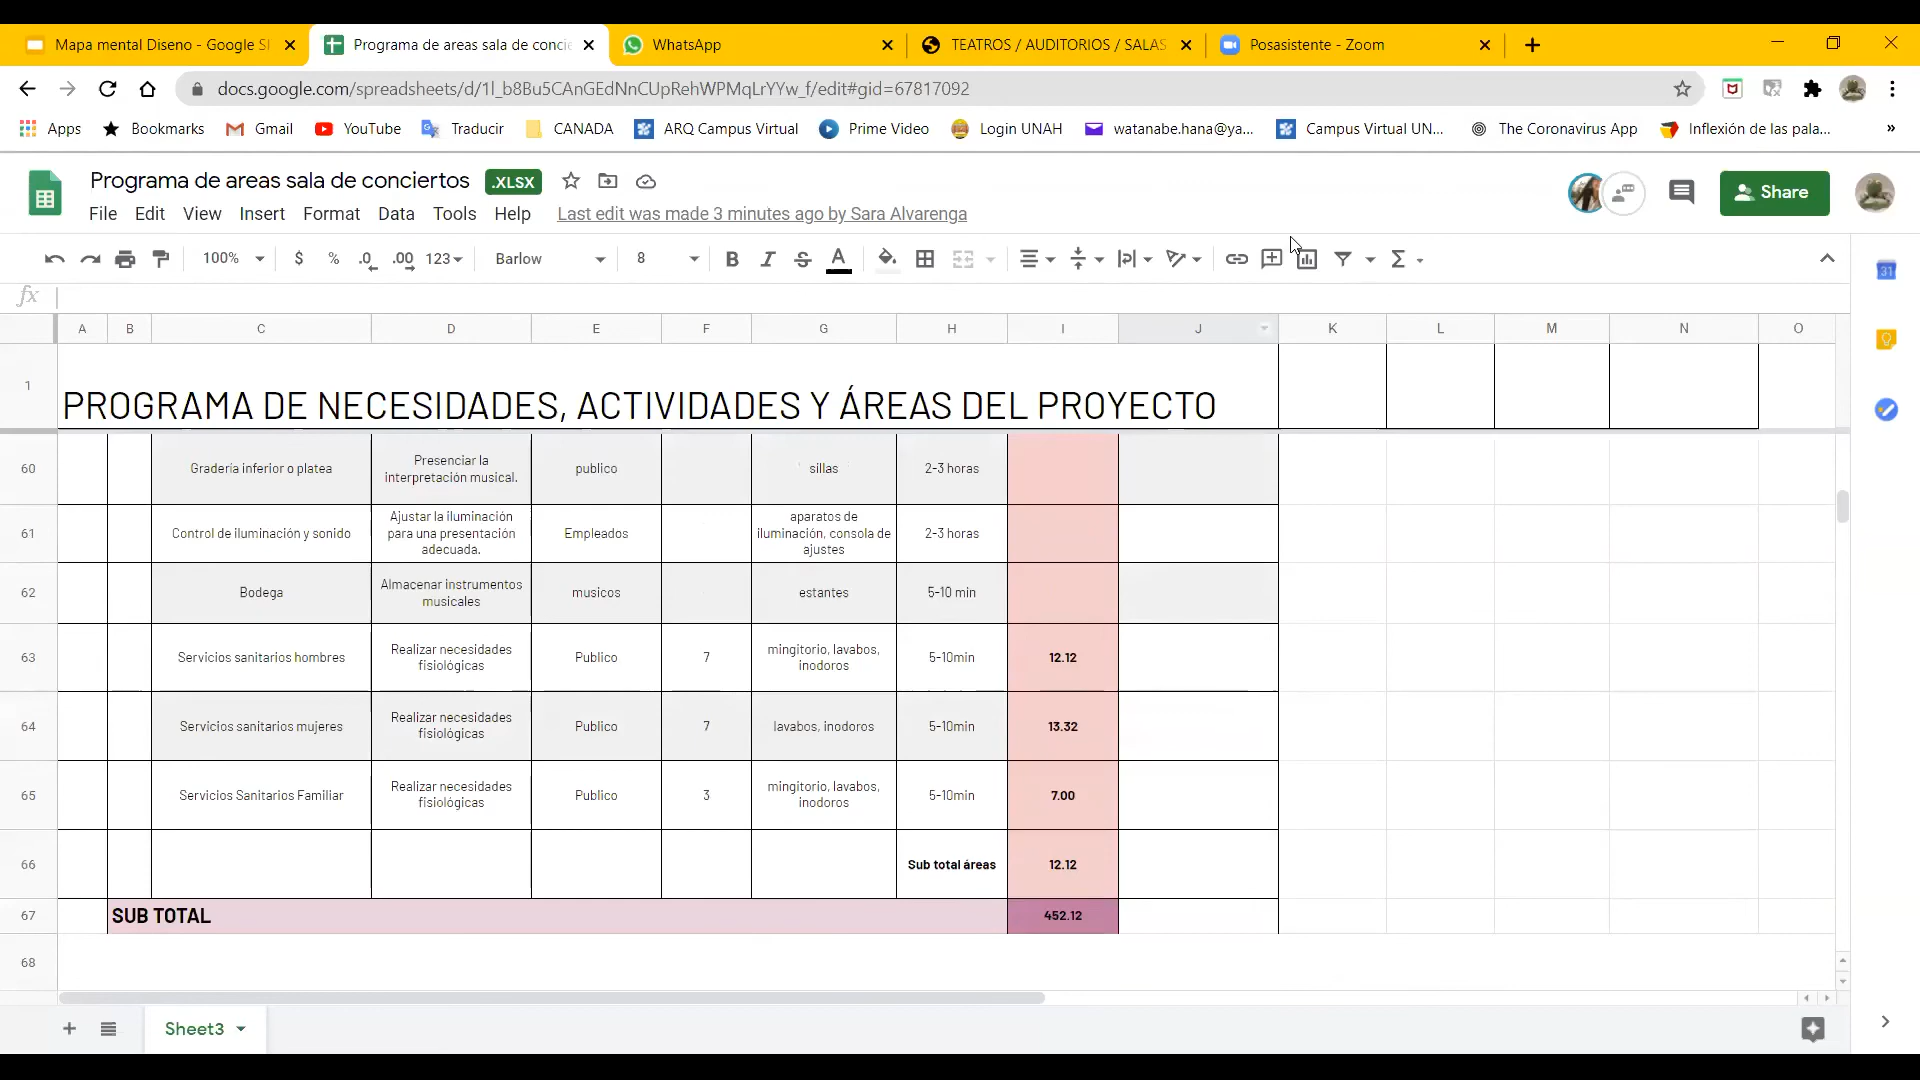 Mapa mental Diseno - Google Sl
Programa de areas sala de concie
WhatsApp
TEATROS / AUDITORIOS / SALAS
Posasistente - Zoom
docs.google.com/spreadsheets/d/1l_b8Bu5CAnGEdNnCUpRehWPMqLrYYw_f/edit#gid=67817092
Apps
Bookmarks
Gmail
YouTube
Traducir
CANADA
ARQ Campus Virtual
Prime Video
Login UNAH
watanabe.hana@ya...
Campus Virtual UN...
The Coronavirus App
Inflexión de las pala...
»
Programa de areas sala de conciertos
.XLSX
File Edit View Insert Format Data Tools Help
Last edit was made 3 minutes ago by Sara Alvarenga
Share
100% $ % .0 .00 123 Barlow 8 B I S A Σ
31
fx
A B C D E F G H I J K L M N O
1
PROGRAMA DE NECESIDADES, ACTIVIDADES Y ÁREAS DEL PROYECTO
60
Gradería inferior o platea
Presenciar la
interpretación musical.
publico
sillas
2-3 horas
61
Control de iluminación y sonido
Ajustar la iluminación
para una presentación
adecuada.
Empleados
aparatos de
iluminación, consola de
ajustes
2-3 horas
62
Bodega
Almacenar instrumentos
musicales
musicos
estantes
5-10 min
63
Servicios sanitarios hombres
Realizar necesidades
fisiológicas
Publico
7
mingitorio, lavabos,
inodoros
5-10min
12.12
64
Servicios sanitarios mujeres
Realizar necesidades
fisiológicas
Publico
7
lavabos, inodoros
5-10min
13.32
65
Servicios Sanitarios Familiar
Realizar necesidades
fisiológicas
Publico
3
mingitorio, lavabos,
inodoros
5-10min
7.00
66
Sub total áreas
12.12
67
SUB TOTAL
452.12
68
Sheet3